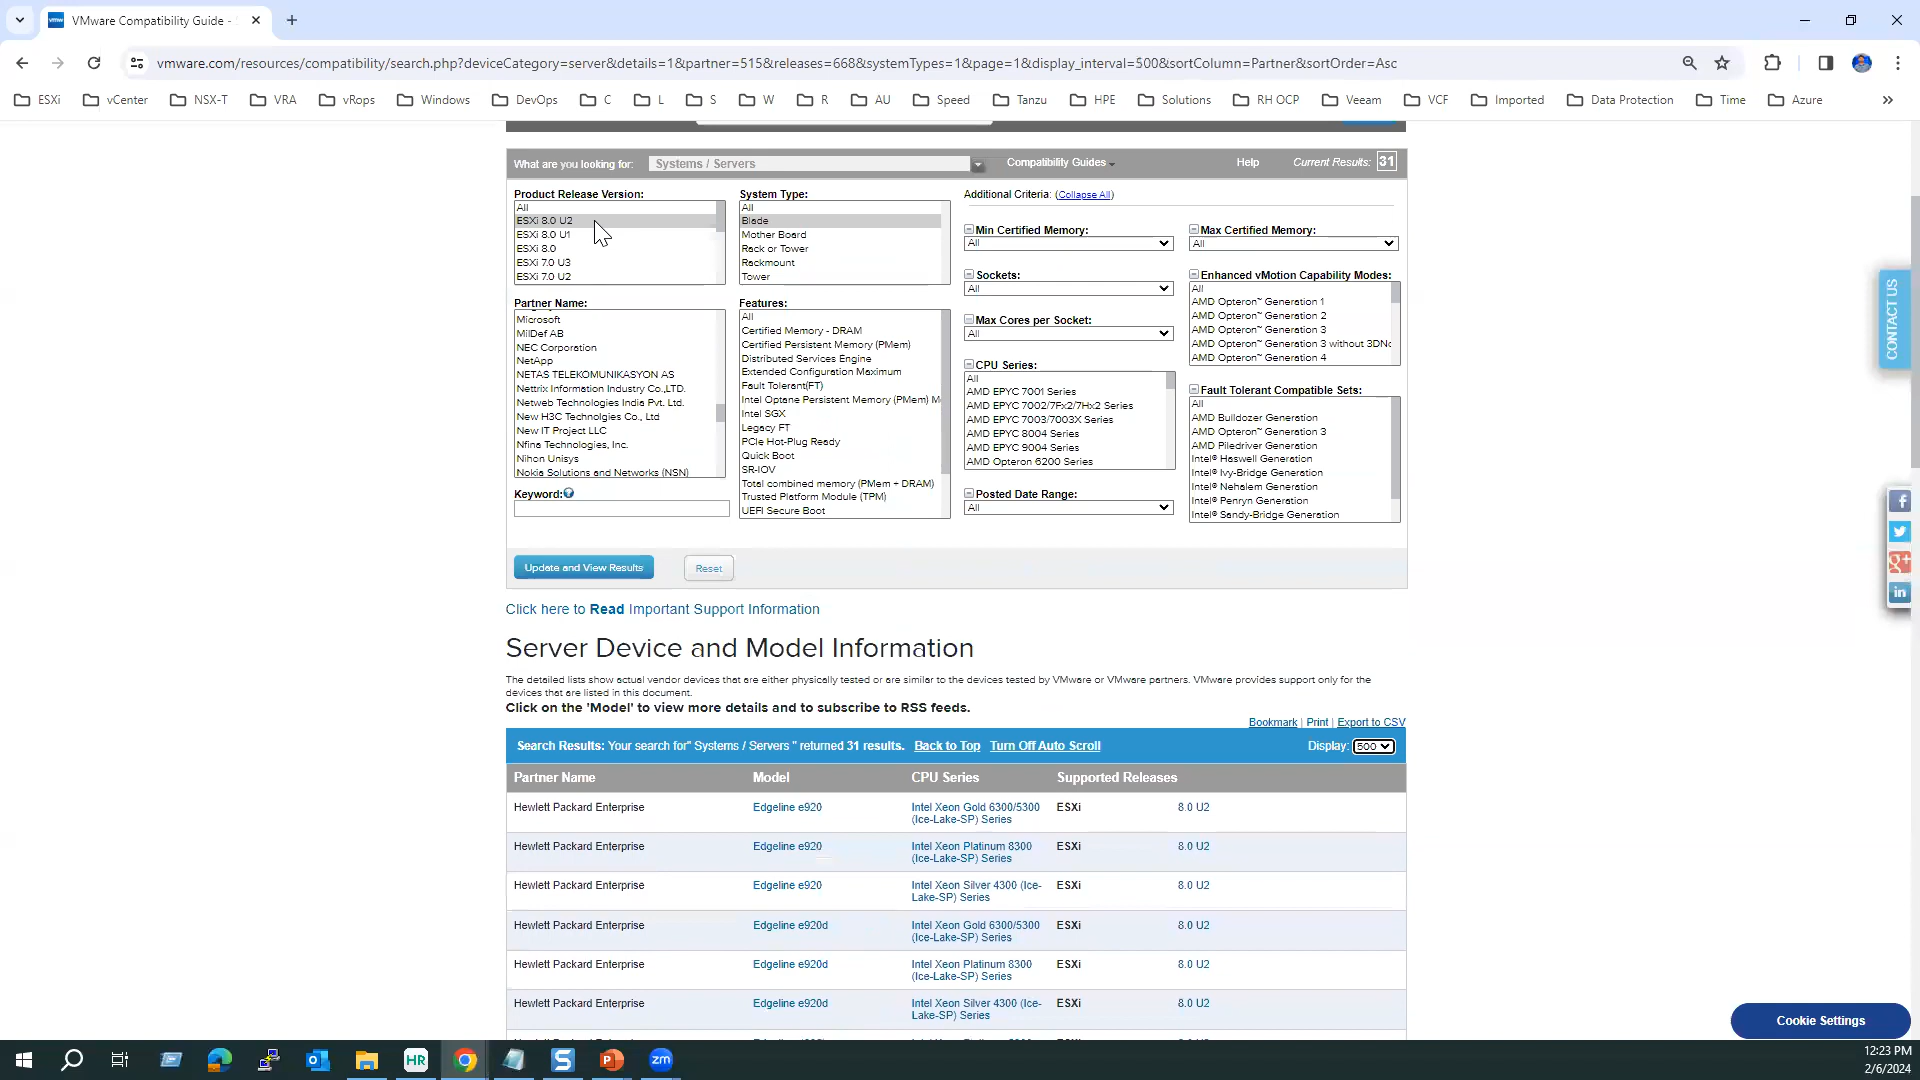 VMware Compatibility Guide -
vmware.com/resources/compatibility/search.php?deviceCategory=server&details=1&partner=515&releases=668&systemTypes=1&page=1&display_interval=500&sortColumn=Partner&sortOrder=Asc
ESXi vCenter NSX-T VRA vRops Windows DevOps C L S W R AU Speed Tanzu HPE Solutions RH OCP Veeam VCF Imported Data Protection Time Azure
What are you looking for: Systems / Servers Compatibility Guides Help Current Results: 31
Product Release Version:
All
ESXi 8.0 U2
ESXi 8.0 U1
ESXi 8.0
ESXi 7.0 U3
ESXi 7.0 U2
System Type:
All
Blade
Mother Board
Rack or Tower
Rackmount
Tower
Partner Name:
Microsoft
MilDef AB
NEC Corporation
NetApp
NETAS TELEKOMUNIKASYON AS
Nettrix Information Industry Co.,LTD.
Netweb Technologies India Pvt. Ltd.
New H3C Technolgies Co., Ltd
New IT Project LLC
Nfina Technologies, Inc.
Nihon Unisys
Nokia Solutions and Networks (NSN)
Keyword:
Features:
All
Certified Memory - DRAM
Certified Persistent Memory (PMem)
Distributed Services Engine
Extended Configuration Maximum
Fault Tolerant(FT)
Intel Optane Persistent Memory (PMem) M
Intel SGX
Legacy FT
PCIe Hot-Plug Ready
Quick Boot
SR-IOV
Total combined memory (PMem + DRAM)
Trusted Platform Module (TPM)
UEFI Secure Boot
Additional Criteria: (Collapse All)
Min Certified Memory:
All
Sockets:
All
Max Cores per Socket:
All
CPU Series:
All
AMD EPYC 7001 Series
AMD EPYC 7002/7Fx2/7Hx2 Series
AMD EPYC 7003/7003X Series
AMD EPYC 8004 Series
AMD EPYC 9004 Series
AMD Opteron 6200 Series
Posted Date Range:
All
Max Certified Memory:
All
Enhanced vMotion Capability Modes:
All
AMD Opteron™ Generation 1
AMD Opteron™ Generation 2
AMD Opteron™ Generation 3
AMD Opteron™ Generation 3 without 3DNo
AMD Opteron™ Generation 4
Fault Tolerant Compatible Sets:
All
AMD Bulldozer Generation
AMD Opteron™ Generation 3
AMD Piledriver Generation
Intel® Haswell Generation
Intel® Ivy-Bridge Generation
Intel® Nehalem Generation
Intel® Penryn Generation
Intel® Sandy-Bridge Generation
Update and View Results Reset
CONTACT US
Click here to Read Important Support Information
Server Device and Model Information
The detailed lists show actual vendor devices that are either physically tested or are similar to the devices tested by VMware or VMware partners. VMware provides support only for the
devices that are listed in this document.
Click on the 'Model' to view more details and to subscribe to RSS feeds.
Bookmark | Print | Export to CSV
Search Results: Your search for" Systems / Servers " returned 31 results. Back to Top Turn Off Auto Scroll Display: 500
Partner Name Model CPU Series Supported Releases
Hewlett Packard Enterprise Edgeline e920 Intel Xeon Gold 6300/5300 ESXi 8.0 U2
(Ice-Lake-SP) Series
Hewlett Packard Enterprise Edgeline e920 Intel Xeon Platinum 8300 ESXi 8.0 U2
(Ice-Lake-SP) Series
Hewlett Packard Enterprise Edgeline e920 Intel Xeon Silver 4300 (Ice- ESXi 8.0 U2
Lake-SP) Series
Hewlett Packard Enterprise Edgeline e920d Intel Xeon Gold 6300/5300 ESXi 8.0 U2
(Ice-Lake-SP) Series
Hewlett Packard Enterprise Edgeline e920d Intel Xeon Platinum 8300 ESXi 8.0 U2
(Ice-Lake-SP) Series
Hewlett Packard Enterprise Edgeline e920d Intel Xeon Silver 4300 (Ice- ESXi 8.0 U2
Lake-SP) Series
Cookie Settings
HR
S
zm
12:23 PM
2/6/2024